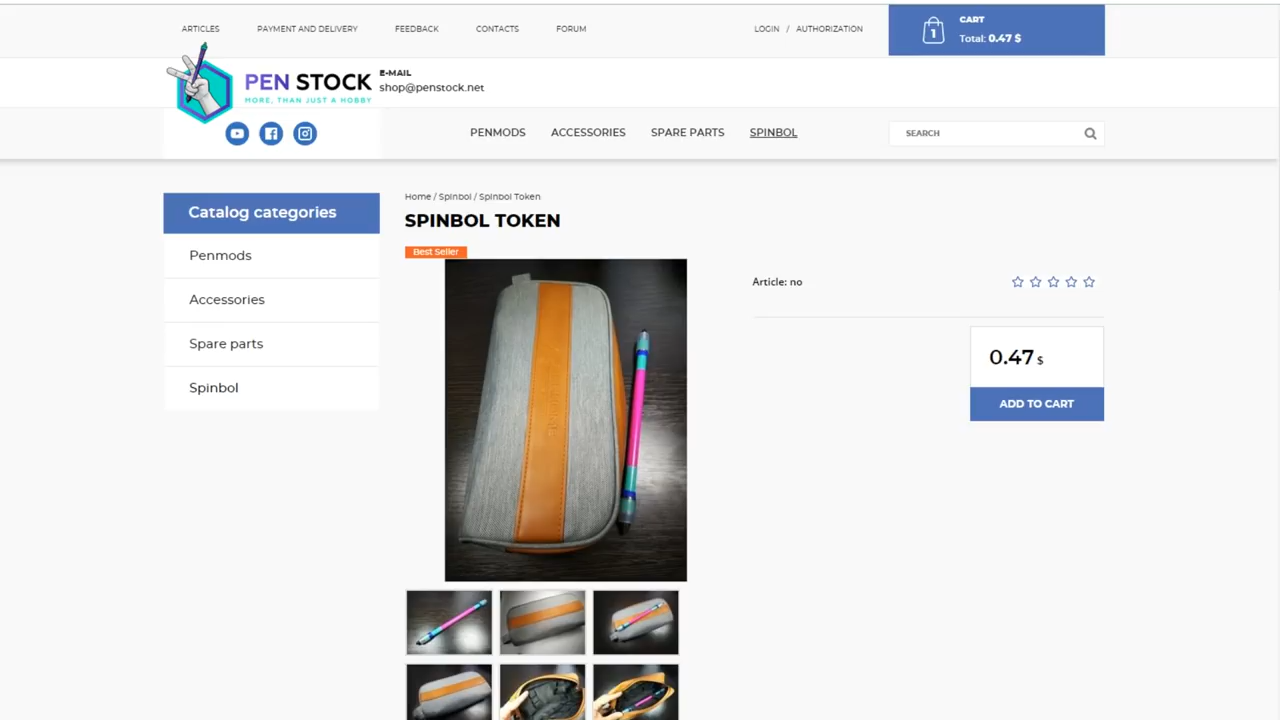 ARTICLES PAYMENT AND DELIVERY FEEDBACK CONTACTS FORUM LOGIN / AUTHORIZATION
CART
1
Total: 0.47 $
PEN STOCK
MORE, THAN JUST A HOBBY
E-MAIL
shop@penstock.net
PENMODS ACCESSORIES SPARE PARTS SPINBOL SEARCH
Catalog categories
Penmods
Accessories
Spare parts
Spinbol
Home / Spinbol / Spinbol Token
SPINBOL TOKEN
Best Seller
Article: no
0.47 $
ADD TO CART